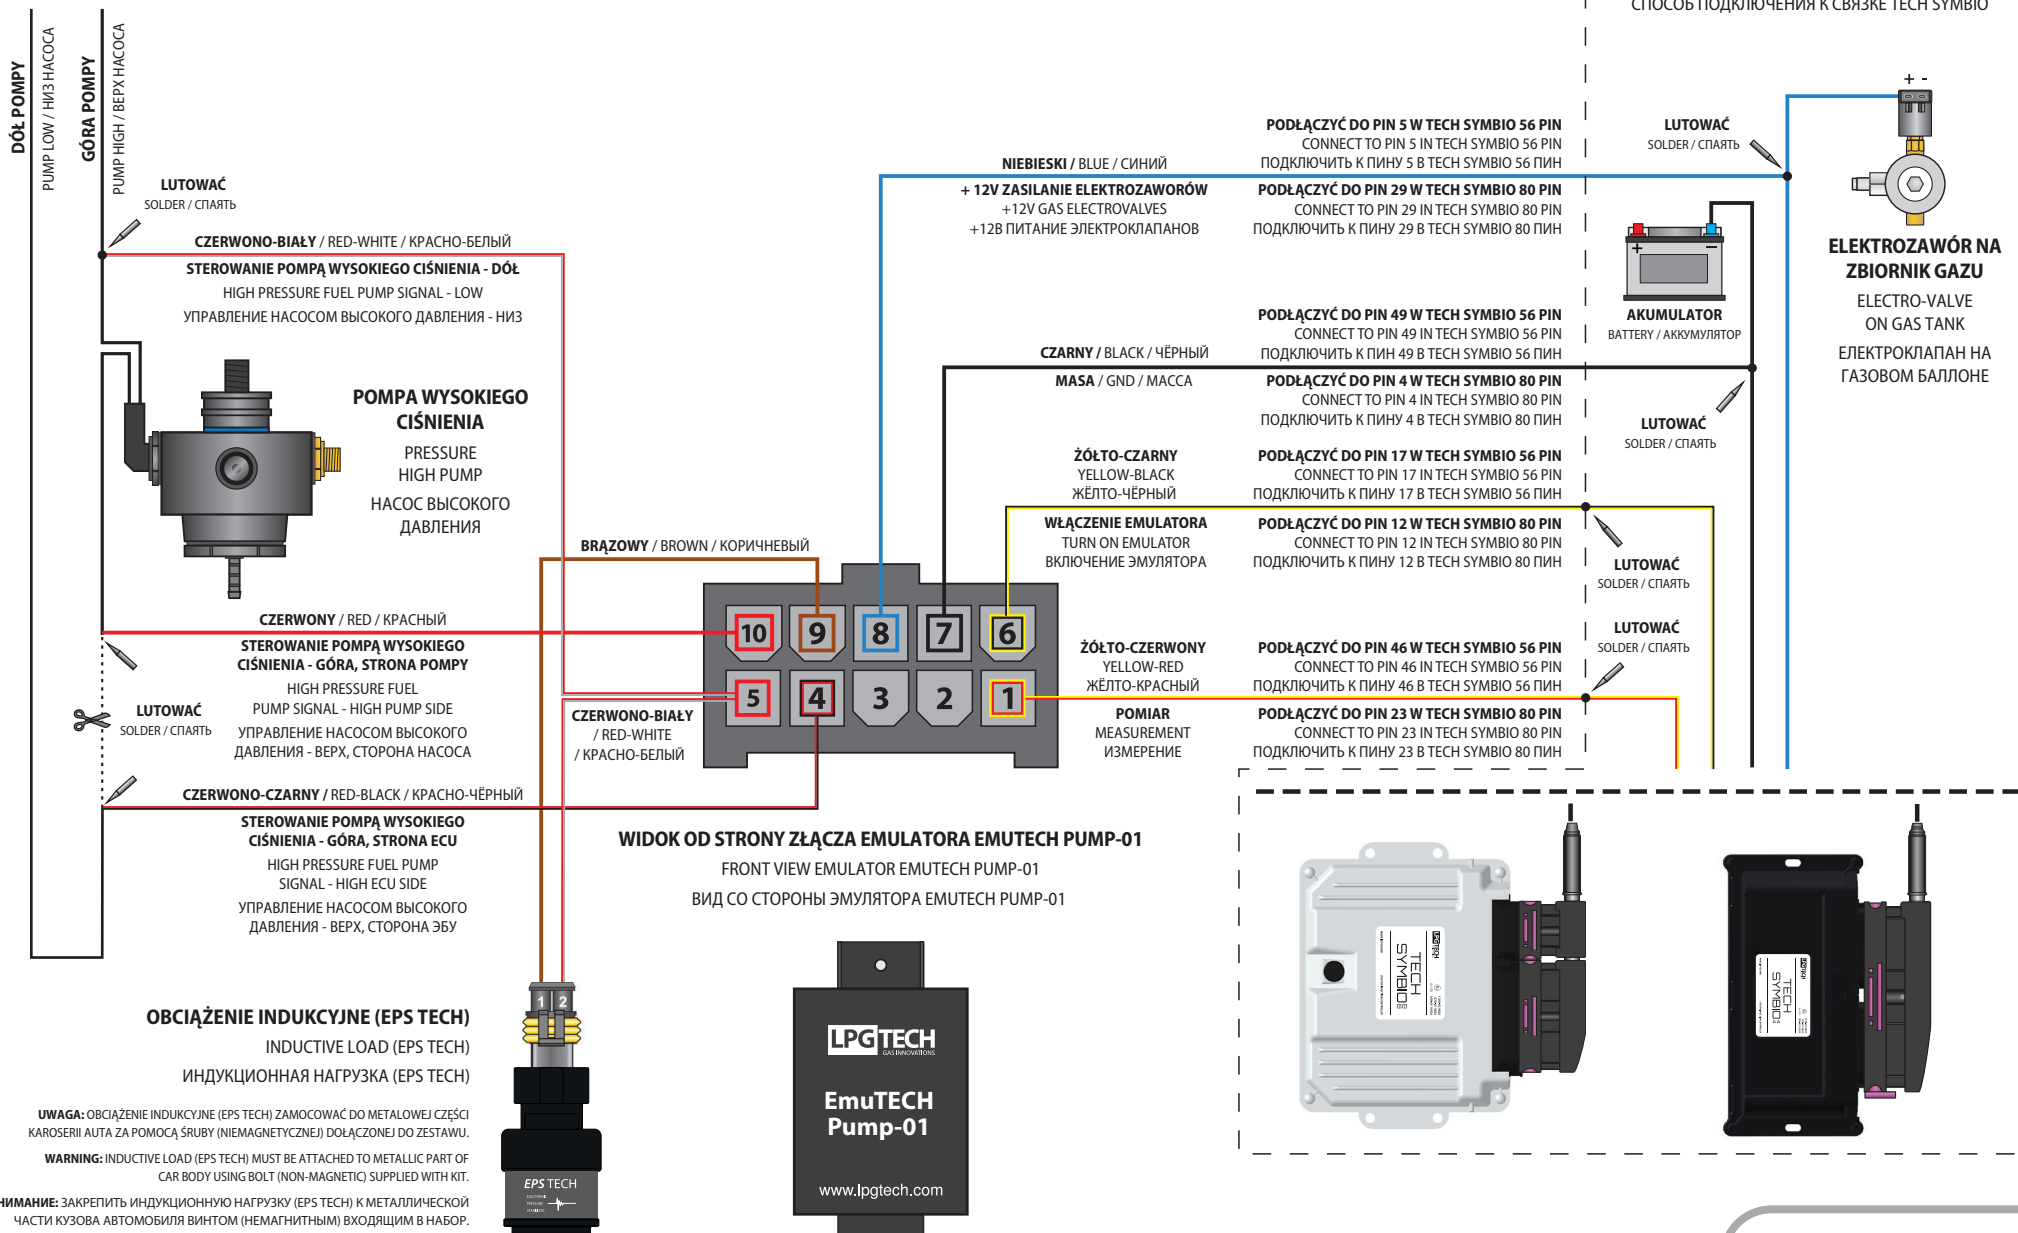 СПОСОБ ПОДКЛЮЧЕНИЯ К СВЯЗКЕ TECH SYMBIO
DÓŁ POMPY
PUMP LOW / НИЗ НАСОСА
GÓRA POMPY
PUMP HIGH / ВЕРХ НАСОСА
LUTOWAĆ
SOLDER / СПАЯТЬ
CZERWONO-BIAŁY / RED-WHITE / КРАСНО-БЕЛЫЙ
STEROWANIE POMPĄ WYSOKIEGO CIŚNIENIA - DÓŁ
HIGH PRESSURE FUEL PUMP SIGNAL - LOW
УПРАВЛЕНИЕ НАСОСОМ ВЫСОКОГО ДАВЛЕНИЯ - НИЗ
POMPA WYSOKIEGO
CIŚNIENIA
PRESSURE
HIGH PUMP
НАСОС ВЫСОКОГО
ДАВЛЕНИЯ
BRĄZOWY / BROWN / КОРИЧНЕВЫЙ
CZERWONY / RED / КРАСНЫЙ
STEROWANIE POMPĄ WYSOKIEGO
CIŚNIENIA - GÓRA, STRONA POMPY
HIGH PRESSURE FUEL
PUMP SIGNAL - HIGH PUMP SIDE
УПРАВЛЕНИЕ НАСОСОМ ВЫСОКОГО
ДАВЛЕНИЯ - ВЕРХ, СТОРОНА НАСОСА
LUTOWAĆ
SOLDER / СПАЯТЬ
CZERWONO-CZARNY / RED-BLACK / КРАСНО-ЧЁРНЫЙ
STEROWANIE POMPĄ WYSOKIEGO
CIŚNIENIA - GÓRA, STRONA ECU
HIGH PRESSURE FUEL PUMP
SIGNAL - HIGH ECU SIDE
УПРАВЛЕНИЕ НАСОСОМ ВЫСОКОГО
ДАВЛЕНИЯ - ВЕРХ, СТОРОНА ЭБУ
CZERWONO-BIAŁY
/ RED-WHITE
/ КРАСНО-БЕЛЫЙ
10 9 8 7 6
5 4 3 2 1
NIEBIESKI / BLUE / СИНИЙ
+ 12V ZASILANIE ELEKTROZAWORÓW
+12V GAS ELECTROVALVES
+12В ПИТАНИЕ ЭЛЕКТРОКЛАПАНОВ
PODŁĄCZYĆ DO PIN 5 W TECH SYMBIO 56 PIN
CONNECT TO PIN 5 IN TECH SYMBIO 56 PIN
ПОДКЛЮЧИТЬ К ПИНУ 5 В TECH SYMBIO 56 ПИН
PODŁĄCZYĆ DO PIN 29 W TECH SYMBIO 80 PIN
CONNECT TO PIN 29 IN TECH SYMBIO 80 PIN
ПОДКЛЮЧИТЬ К ПИНУ 29 В TECH SYMBIO 80 ПИН
CZARNY / BLACK / ЧЁРНЫЙ
MASA / GND / МАССА
PODŁĄCZYĆ DO PIN 49 W TECH SYMBIO 56 PIN
CONNECT TO PIN 49 IN TECH SYMBIO 56 PIN
ПОДКЛЮЧИТЬ К ПИН 49 В TECH SYMBIO 56 ПИН
PODŁĄCZYĆ DO PIN 4 W TECH SYMBIO 80 PIN
CONNECT TO PIN 4 IN TECH SYMBIO 80 PIN
ПОДКЛЮЧИТЬ К ПИНУ 4 В TECH SYMBIO 80 ПИН
ŻÓŁTO-CZARNY
YELLOW-BLACK
ЖЁЛТО-ЧЁРНЫЙ
WŁĄCZENIE EMULATORA
TURN ON EMULATOR
ВКЛЮЧЕНИЕ ЭМУЛЯТОРА
PODŁĄCZYĆ DO PIN 17 W TECH SYMBIO 56 PIN
CONNECT TO PIN 17 IN TECH SYMBIO 56 PIN
ПОДКЛЮЧИТЬ К ПИНУ 17 В TECH SYMBIO 56 ПИН
PODŁĄCZYĆ DO PIN 12 W TECH SYMBIO 80 PIN
CONNECT TO PIN 12 IN TECH SYMBIO 80 PIN
ПОДКЛЮЧИТЬ К ПИНУ 12 В TECH SYMBIO 80 ПИН
ŻÓŁTO-CZERWONY
YELLOW-RED
ЖЁЛТО-КРАСНЫЙ
POMIAR
MEASUREMENT
ИЗМЕРЕНИЕ
PODŁĄCZYĆ DO PIN 46 W TECH SYMBIO 56 PIN
CONNECT TO PIN 46 IN TECH SYMBIO 56 PIN
ПОДКЛЮЧИТЬ К ПИНУ 46 В TECH SYMBIO 56 ПИН
PODŁĄCZYĆ DO PIN 23 W TECH SYMBIO 80 PIN
CONNECT TO PIN 23 IN TECH SYMBIO 80 PIN
ПОДКЛЮЧИТЬ К ПИНУ 23 В TECH SYMBIO 80 ПИН
LUTOWAĆ
SOLDER / СПАЯТЬ
+ -
ELEKTROZAWÓR NA
ZBIORNIK GAZU
ELECTRO-VALVE
ON GAS TANK
ЕЛЕКТРОКЛАПАН НА
ГАЗОВОМ БАЛЛОНЕ
+ −
AKUMULATOR
BATTERY / АККУМУЛЯТОР
LUTOWAĆ
SOLDER / СПАЯТЬ
LUTOWAĆ
SOLDER / СПАЯТЬ
LUTOWAĆ
SOLDER / СПАЯТЬ
WIDOK OD STRONY ZŁĄCZA EMULATORA EMUTECH PUMP-01
FRONT VIEW EMULATOR EMUTECH PUMP-01
ВИД СО СТОРОНЫ ЭМУЛЯТОРА EMUTECH PUMP-01
LPGTECH
GAS INNOVATIONS
EmuTECH
Pump-01
www.lpgtech.com
LPGTECH
TECH
SYMBIO
LPGTECH
TECH
SYMBIO
1 2
OBCIĄŻENIE INDUKCYJNE (EPS TECH)
INDUCTIVE LOAD (EPS TECH)
ИНДУКЦИОННАЯ НАГРУЗКА (EPS TECH)
UWAGA: OBCIĄŻENIE INDUKCYJNE (EPS TECH) ZAMOCOWAĆ DO METALOWEJ CZĘŚCI
KAROSERII AUTA ZA POMOCĄ ŚRUBY (NIEMAGNETYCZNEJ) DOŁĄCZONEJ DO ZESTAWU.
WARNING: INDUCTIVE LOAD (EPS TECH) MUST BE ATTACHED TO METALLIC PART OF
CAR BODY USING BOLT (NON-MAGNETIC) SUPPLIED WITH KIT.
НИМАНИЕ: ЗАКРЕПИТЬ ИНДУКЦИОННУЮ НАГРУЗКУ (EPS TECH) К МЕТАЛЛИЧЕСКОЙ
ЧАСТИ КУЗОВА АВТОМОБИЛЯ ВИНТОМ (НЕМАГНИТНЫМ) ВХОДЯЩИМ В НАБОР.
EPS TECH